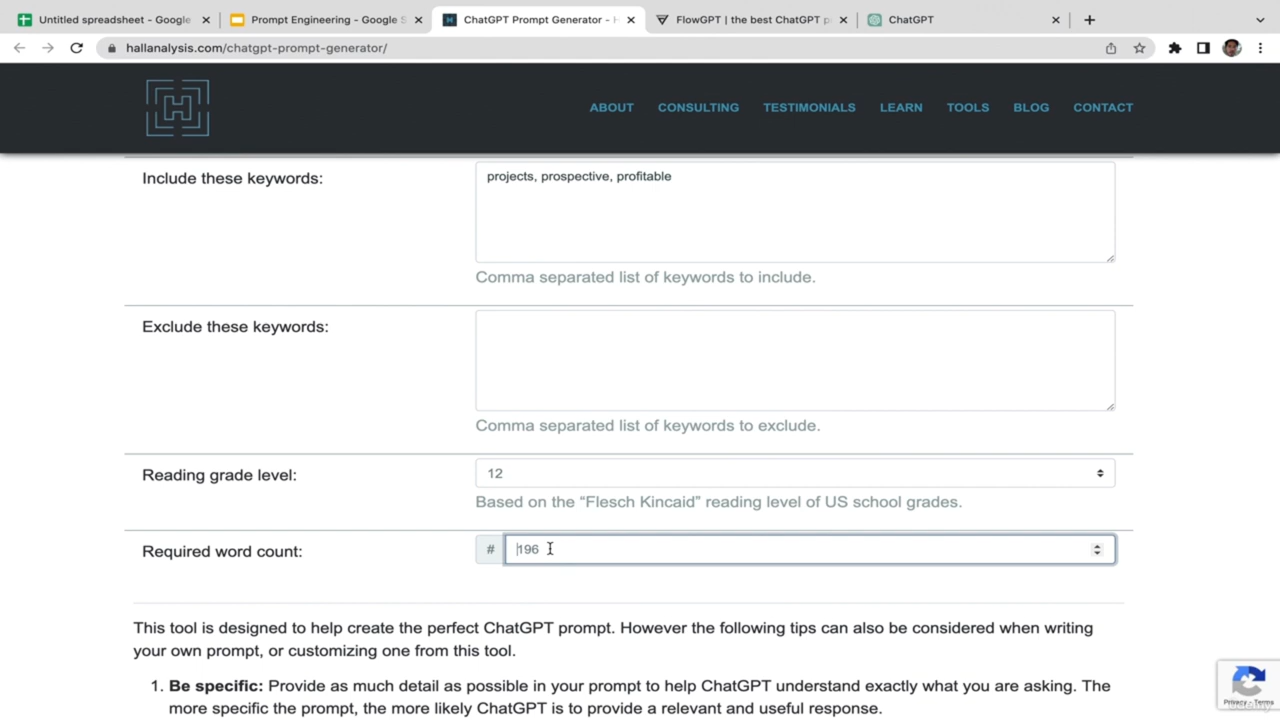 Untitled spreadsheet - Google
Prompt Engineering - Google S
ChatGPT Prompt Generator -
FlowGPT | the best ChatGPT p
ChatGPT
hallanalysis.com/chatgpt-prompt-generator/
H
ABOUT CONSULTING TESTIMONIALS LEARN TOOLS BLOG CONTACT
Include these keywords:
projects, prospective, profitable
Comma separated list of keywords to include.
Exclude these keywords:
Comma separated list of keywords to exclude.
Reading grade level:
12
Based on the “Flesch Kincaid” reading level of US school grades.
Required word count:
# 196
This tool is designed to help create the perfect ChatGPT prompt. However the following tips can also be considered when writing
your own prompt, or customizing one from this tool.
1. Be specific: Provide as much detail as possible in your prompt to help ChatGPT understand exactly what you are asking. The
more specific the prompt, the more likely ChatGPT is to provide a relevant and useful response.
Privacy - Terms